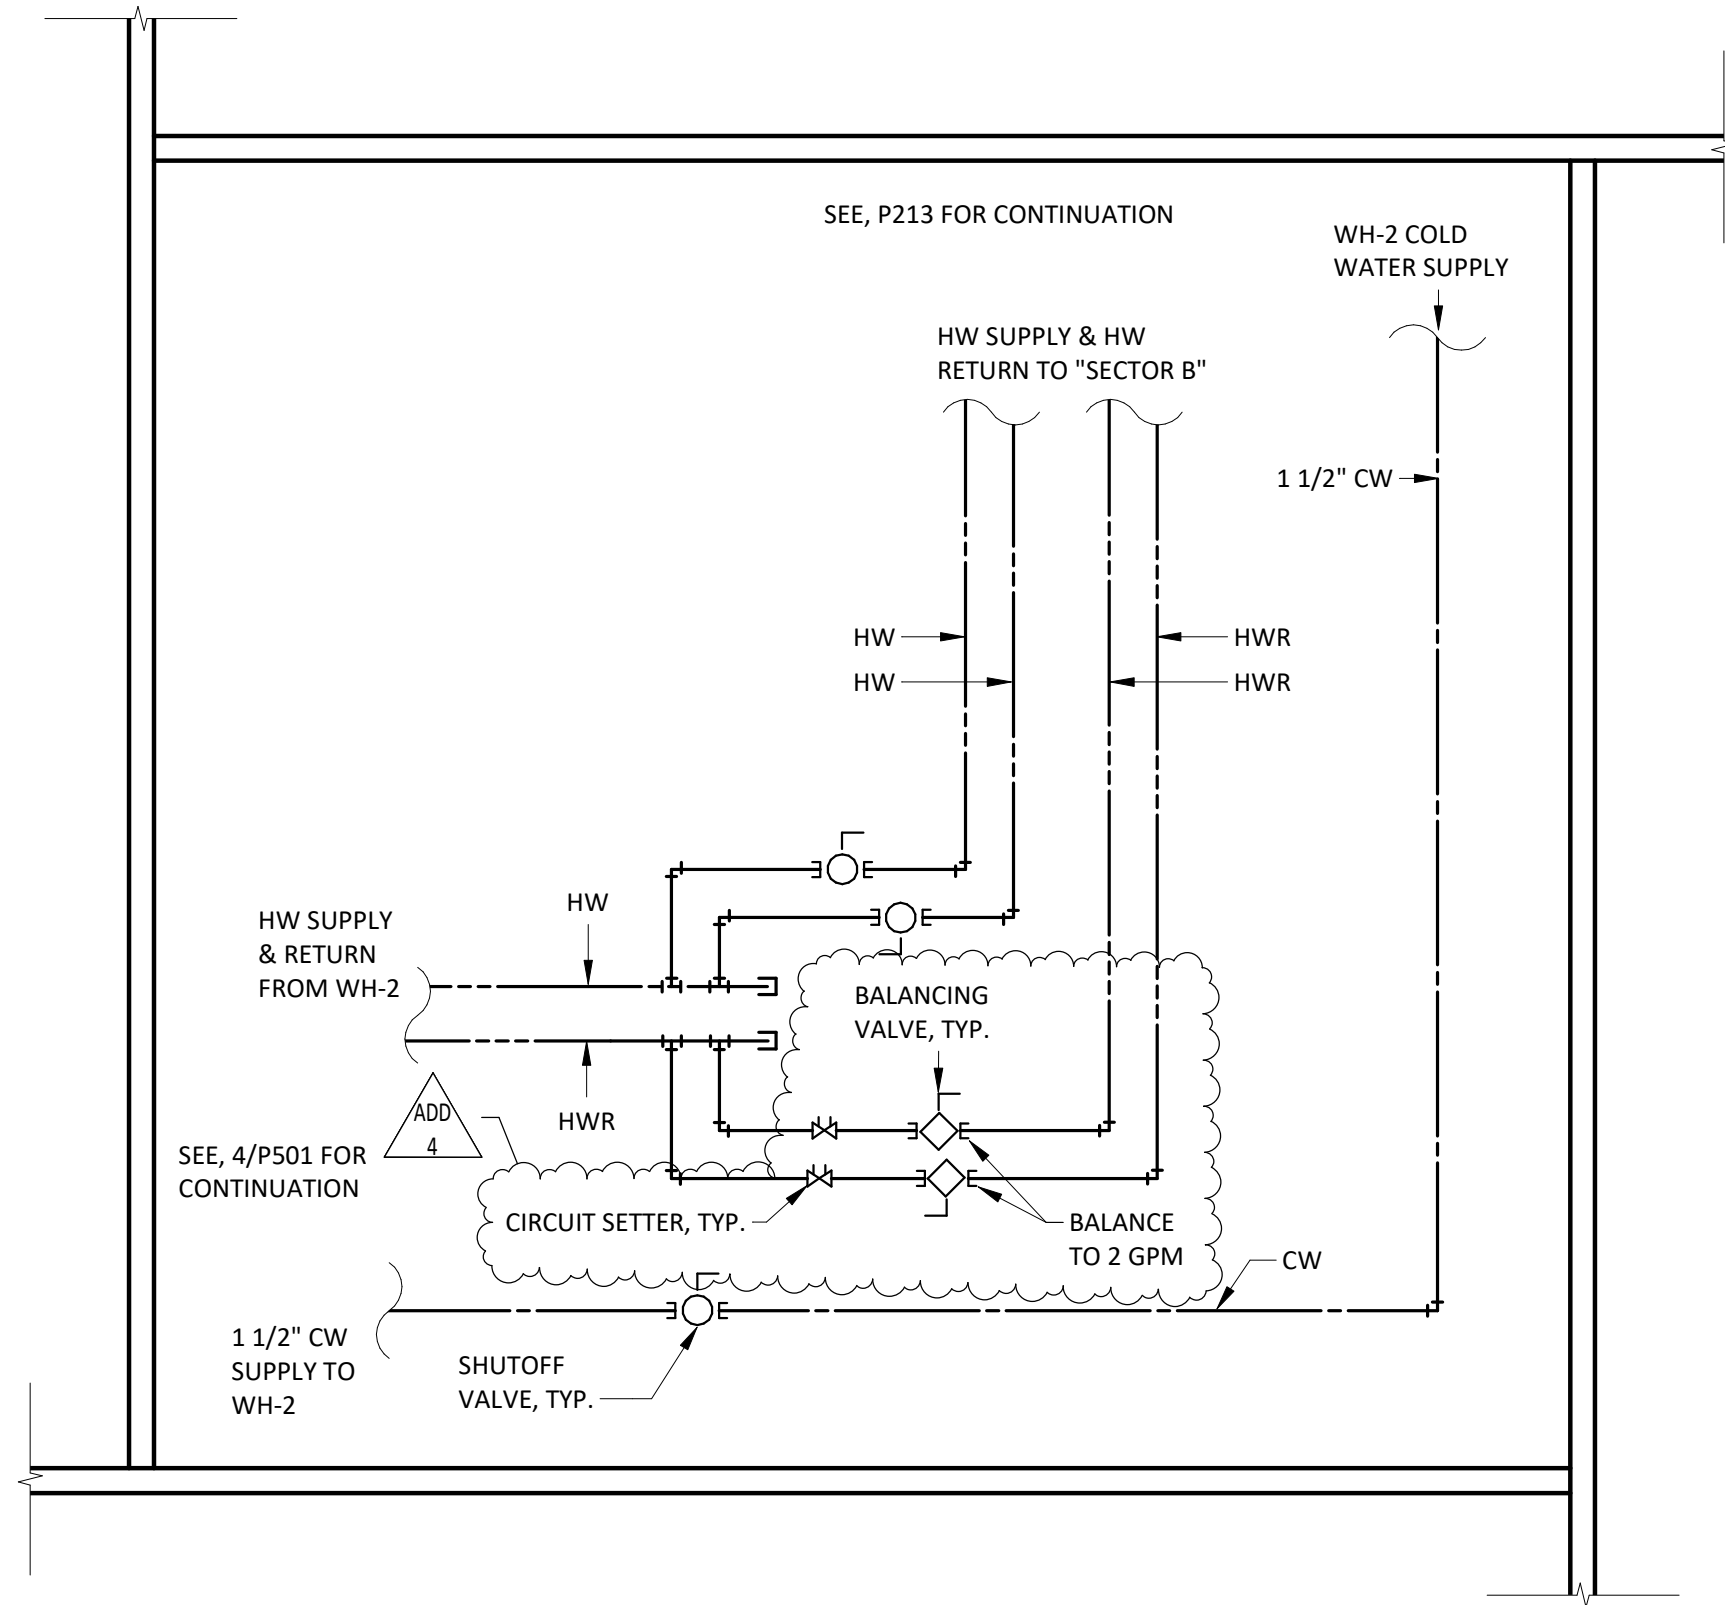 SEE, P213 FOR CONTINUATION
WH-2 COLD
WATER SUPPLY
HW SUPPLY & HW
RETURN TO "SECTOR B"
1 1/2" CW
HW
HWR
HW
HWR
HW
HW SUPPLY
& RETURN
FROM WH-2
BALANCING
VALVE, TYP.
ADD
4
HWR
SEE, 4/P501 FOR
CONTINUATION
CIRCUIT SETTER, TYP.
BALANCE
TO 2 GPM
CW
1 1/2" CW
SUPPLY TO
WH-2
SHUTOFF
VALVE, TYP.